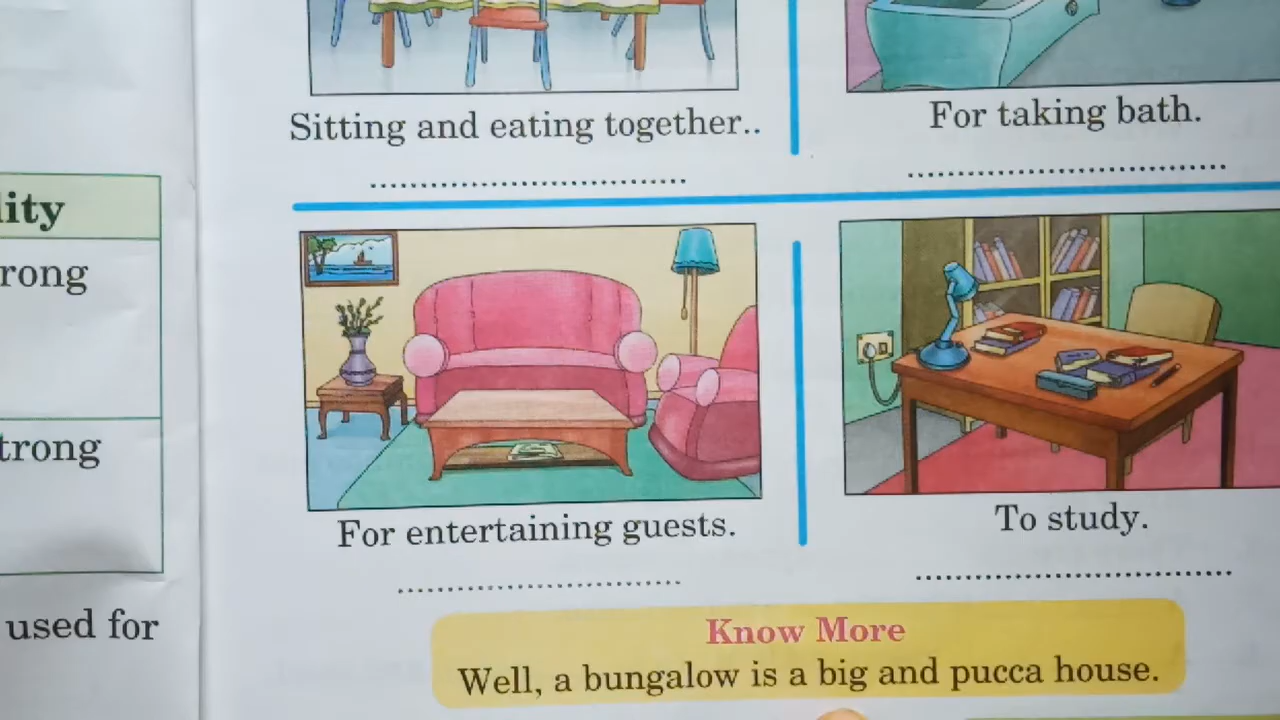 lity
rong
trong
used for
Sitting and eating together..
For taking bath.
For entertaining guests.
To study.
Know More
Well, a bungalow is a big and pucca house.